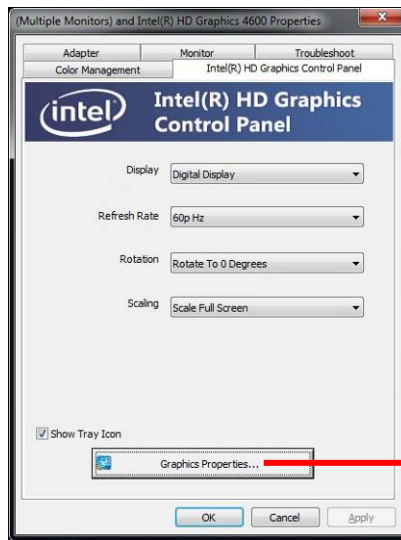 (Multiple Monitors) and Intel(R) HD Graphics 4600 Properties
Adapter Monitor Troubleshoot
Color Management Intel(R) HD Graphics Control Panel
intel
Intel(R) HD Graphics
Control Panel
Display Digital Display
Refresh Rate 60p Hz
Rotation Rotate To 0 Degrees
Scaling Scale Full Screen
Show Tray Icon
Graphics Properties...
OK Cancel Apply